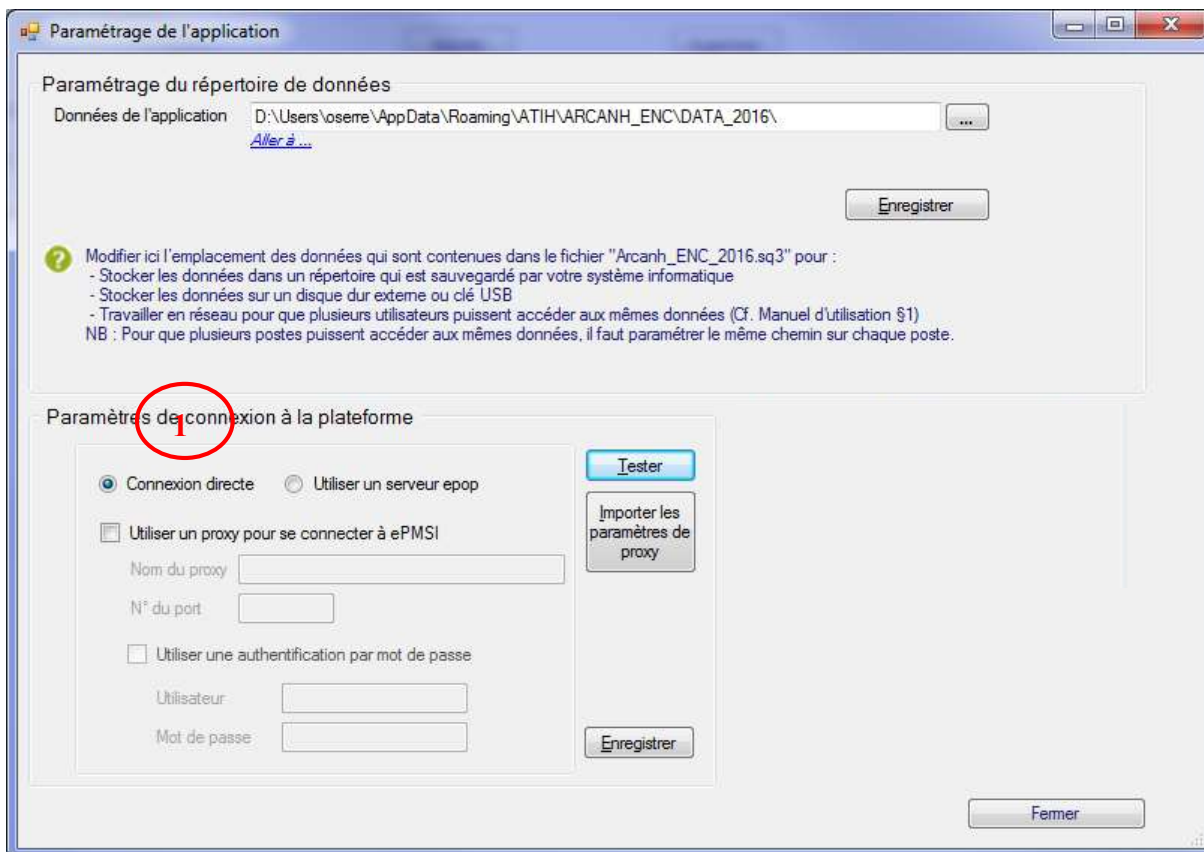 Paramétrage de l'application
Paramétrage du répertoire de données
Données de l'application D:\Users\oserre\AppData\Roaming\ATIH\ARCANH_ENC\DATA_2016\ ...
Aller à ...
Enregistrer
Modifier ici l'emplacement des données qui sont contenues dans le fichier "Arcanh_ENC_2016.sq3" pour :
- Stocker les données dans un répertoire qui est sauvegardé par votre système informatique
- Stocker les données sur un disque dur externe ou clé USB
- Travailler en réseau pour que plusieurs utilisateurs puissent accéder aux mêmes données (Cf. Manuel d'utilisation §1)
NB : Pour que plusieurs postes puissent accéder aux mêmes données, il faut paramétrer le même chemin sur chaque poste.
Paramètres de connexion à la plateforme
1
Tester
Connexion directe Utiliser un serveur epop
Importer les
paramètres de
proxy
Utiliser un proxy pour se connecter à ePMSI
Nom du proxy
N° du port
Utiliser une authentification par mot de passe
Utilisateur
Mot de passe
Enregistrer
Fermer